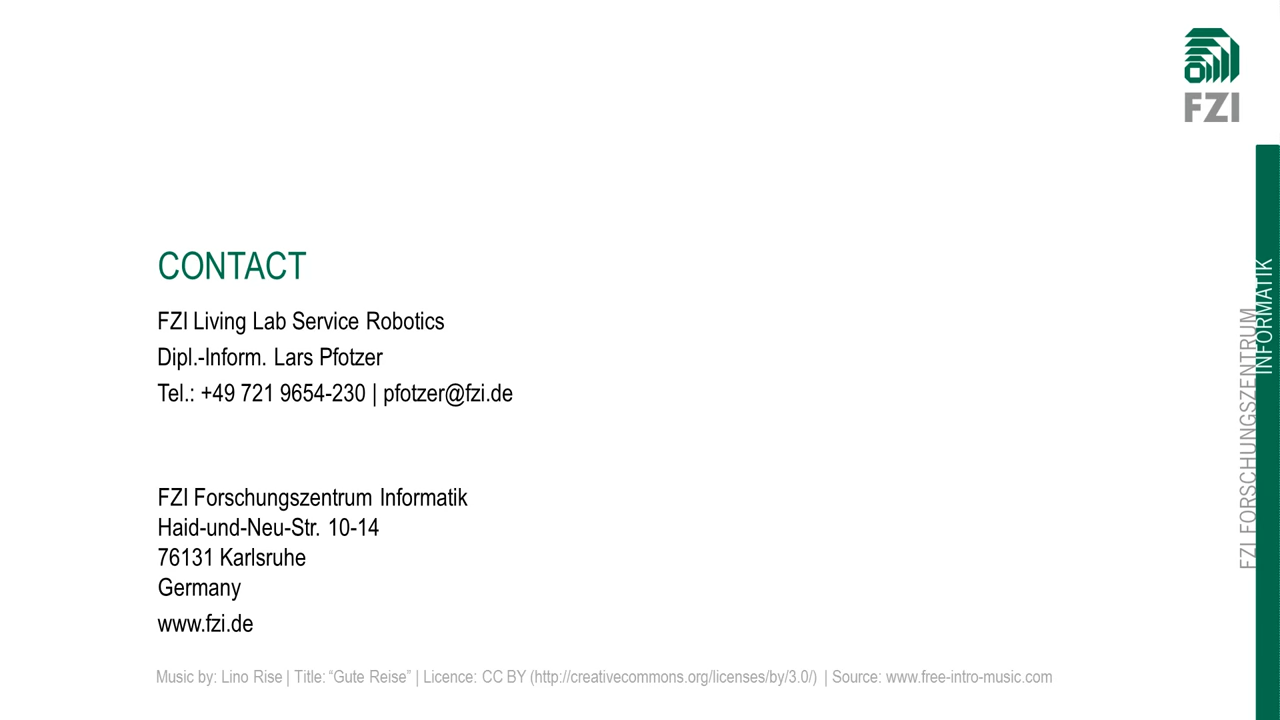 FZI
CONTACT
FZI Living Lab Service Robotics
Dipl.-Inform. Lars Pfotzer
Tel.: +49 721 9654-230 | pfotzer@fzi.de
FZI Forschungszentrum Informatik
Haid-und-Neu-Str. 10-14
76131 Karlsruhe
Germany
www.fzi.de
Music by: Lino Rise | Title: “Gute Reise” | Licence: CC BY (http://creativecommons.org/licenses/by/3.0/) | Source: www.free-intro-music.com
FZI FORSCHUNGSZENTRUM
INFORMATIK